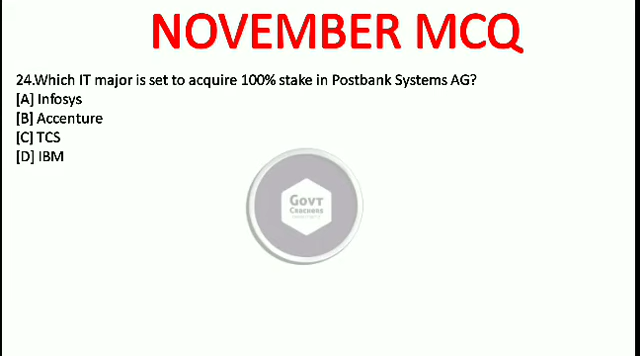 NOVEMBER MCQ
24.Which IT major is set to acquire 100% stake in Postbank Systems AG?
[A] Infosys
[B] Accenture
[C] TCS
[D] IBM
GOVT
CRACKERS